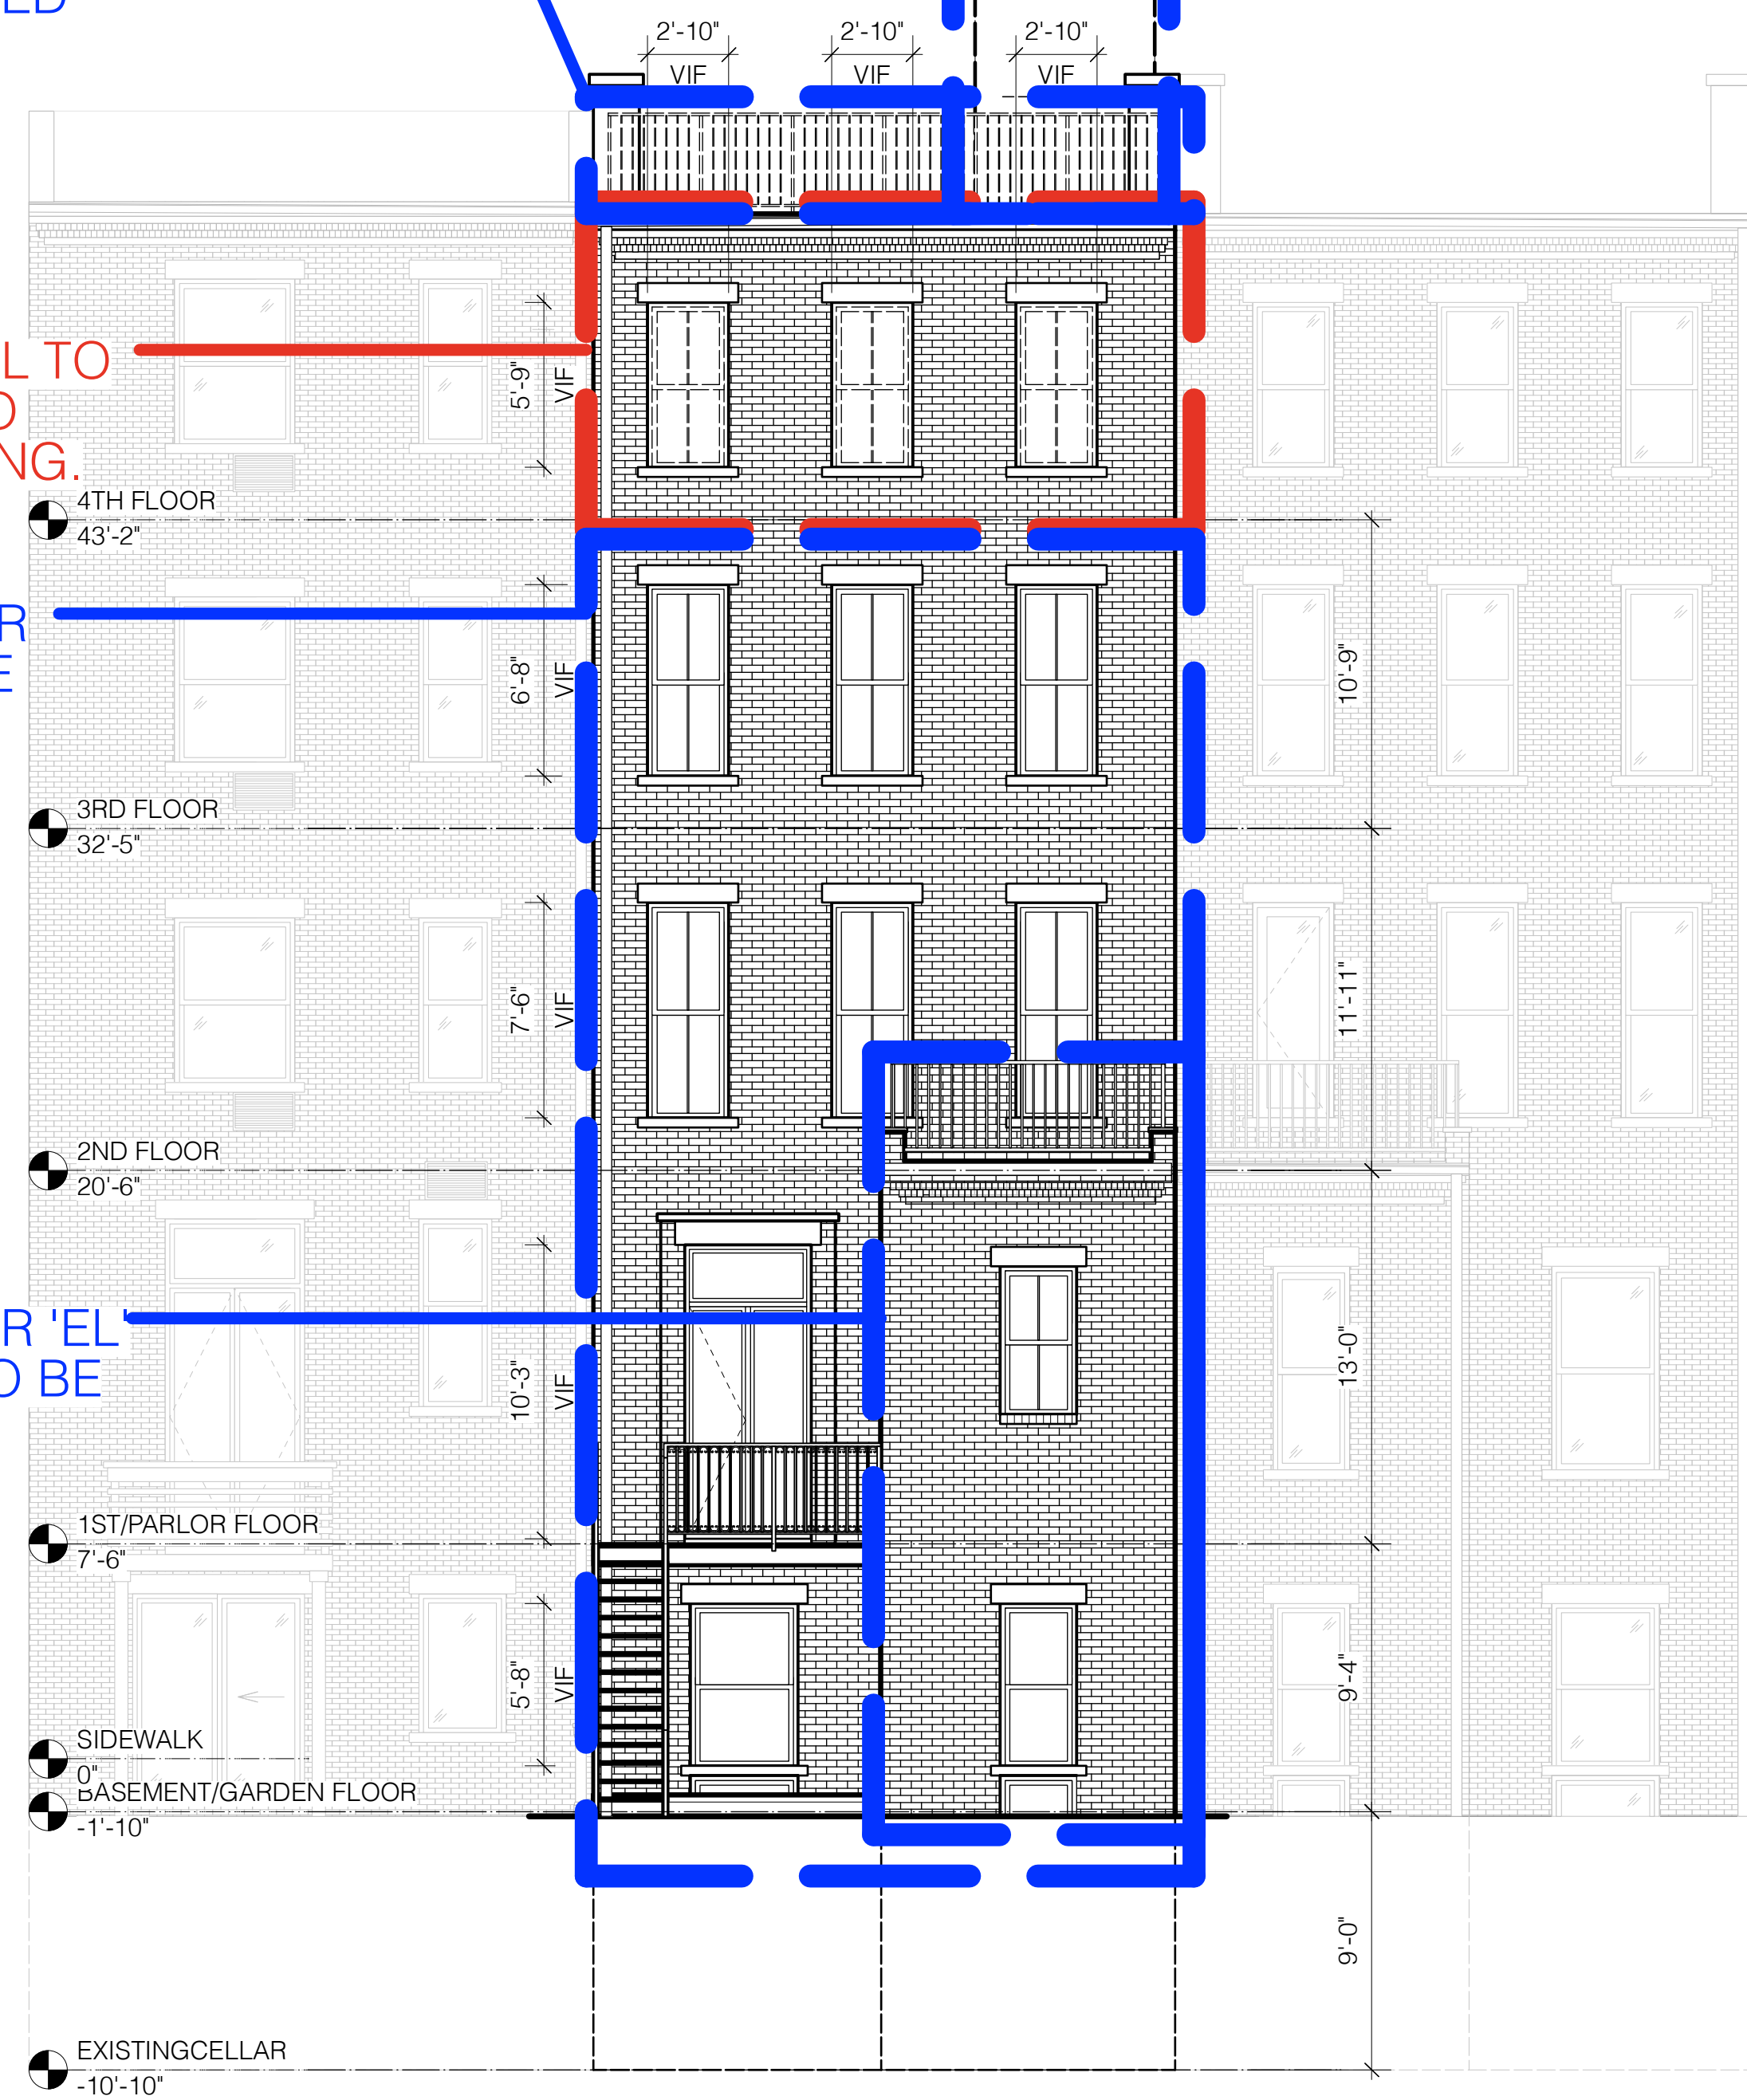 ED
2'-10" 2'-10" 2'-10"
VIF VIF VIF
L TO
NG.
5'-9" VIF
4TH FLOOR
43'-2"
R
E
6'-8" VIF
10'-9"
3RD FLOOR
32'-5"
7'-6" VIF
11'-11"
2ND FLOOR
20'-6"
R 'EL'
O BE
10'-3" VIF
13'-0"
1ST/PARLOR FLOOR
7'-6"
5'-8" VIF
9'-4"
SIDEWALK
0"
BASEMENT/GARDEN FLOOR
-1'-10"
9'-0"
EXISTINGCELLAR
-10'-10"